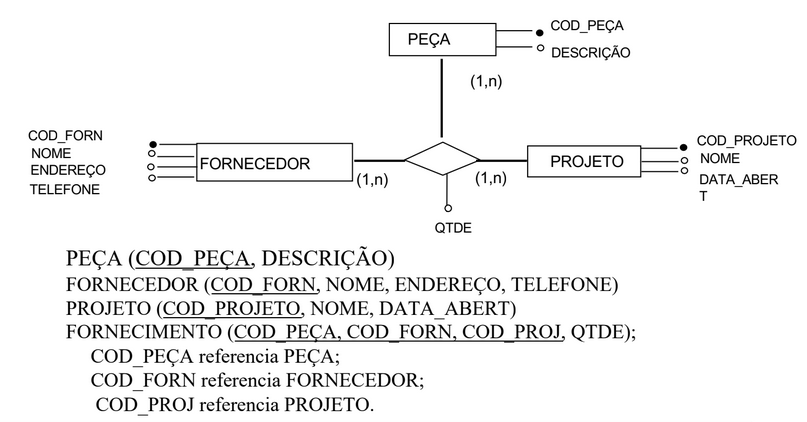 COD_PEÇA
PEÇA
DESCRIÇÃO
(1,n)
COD_FORN
NOME
ENDEREÇO
TELEFONE
FORNECEDOR
(1,n)
(1,n)
PROJETO
COD_PROJETO
NOME
DATA_ABER
T
QTDE
PEÇA (COD_PEÇA, DESCRIÇÃO)
FORNECEDOR (COD_FORN, NOME, ENDEREÇO, TELEFONE)
PROJETO (COD_PROJETO, NOME, DATA_ABERT)
FORNECIMENTO (COD_PEÇA, COD_FORN, COD_PROJ, QTDE);
COD_PEÇA referencia PEÇA;
COD_FORN referencia FORNECEDOR;
COD_PROJ referencia PROJETO.